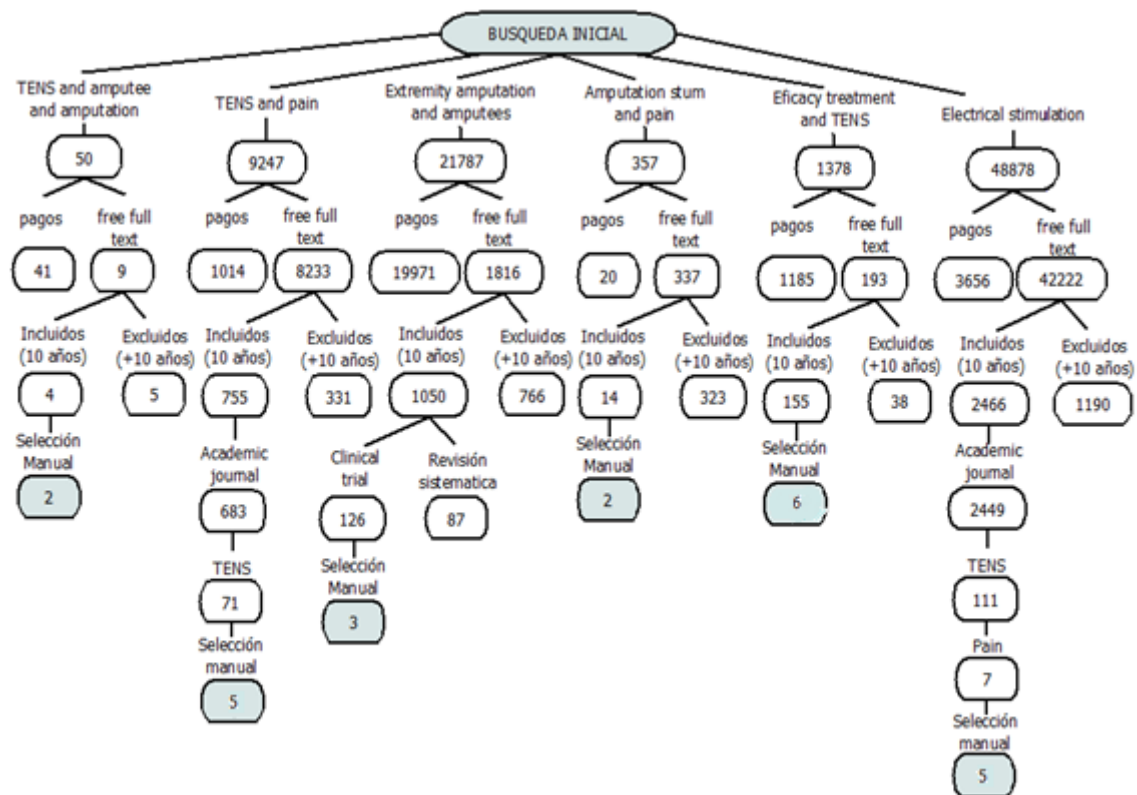 BUSQUEDA INICIAL
TENS and amputee
and amputation
50
pagos
free full
text
41
9
Incluidos
(10 años)
Excluidos
(+10 años)
4
5
Selección
Manual
2
TENS and pain
9247
pagos
free full
text
1014
8233
Incluidos
(10 años)
Excluidos
(+10 años)
755
331
Academic
journal
683
TENS
71
Selección
manual
5
Extremity amputation
and amputees
21787
pagos
free full
text
19971
1816
Incluidos
(10 años)
Excluidos
(+10 años)
1050
766
Clinical
trial
Revisión
sistematica
126
87
Selección
Manual
3
Amputation stum
and pain
357
pagos
free full
text
20
337
Incluidos
(10 años)
Excluidos
(+10 años)
14
323
Selección
Manual
2
Eficacy treatment
and TENS
1378
pagos
free full
text
1185
193
Incluidos
(10 años)
Excluidos
(+10 años)
155
38
Selección
Manual
6
Electrical stimulation
48878
pagos
free full
text
3656
42222
Incluidos
(10 años)
Excluidos
(+10 años)
2466
1190
Academic
journal
2449
TENS
111
Pain
7
Selección
manual
5